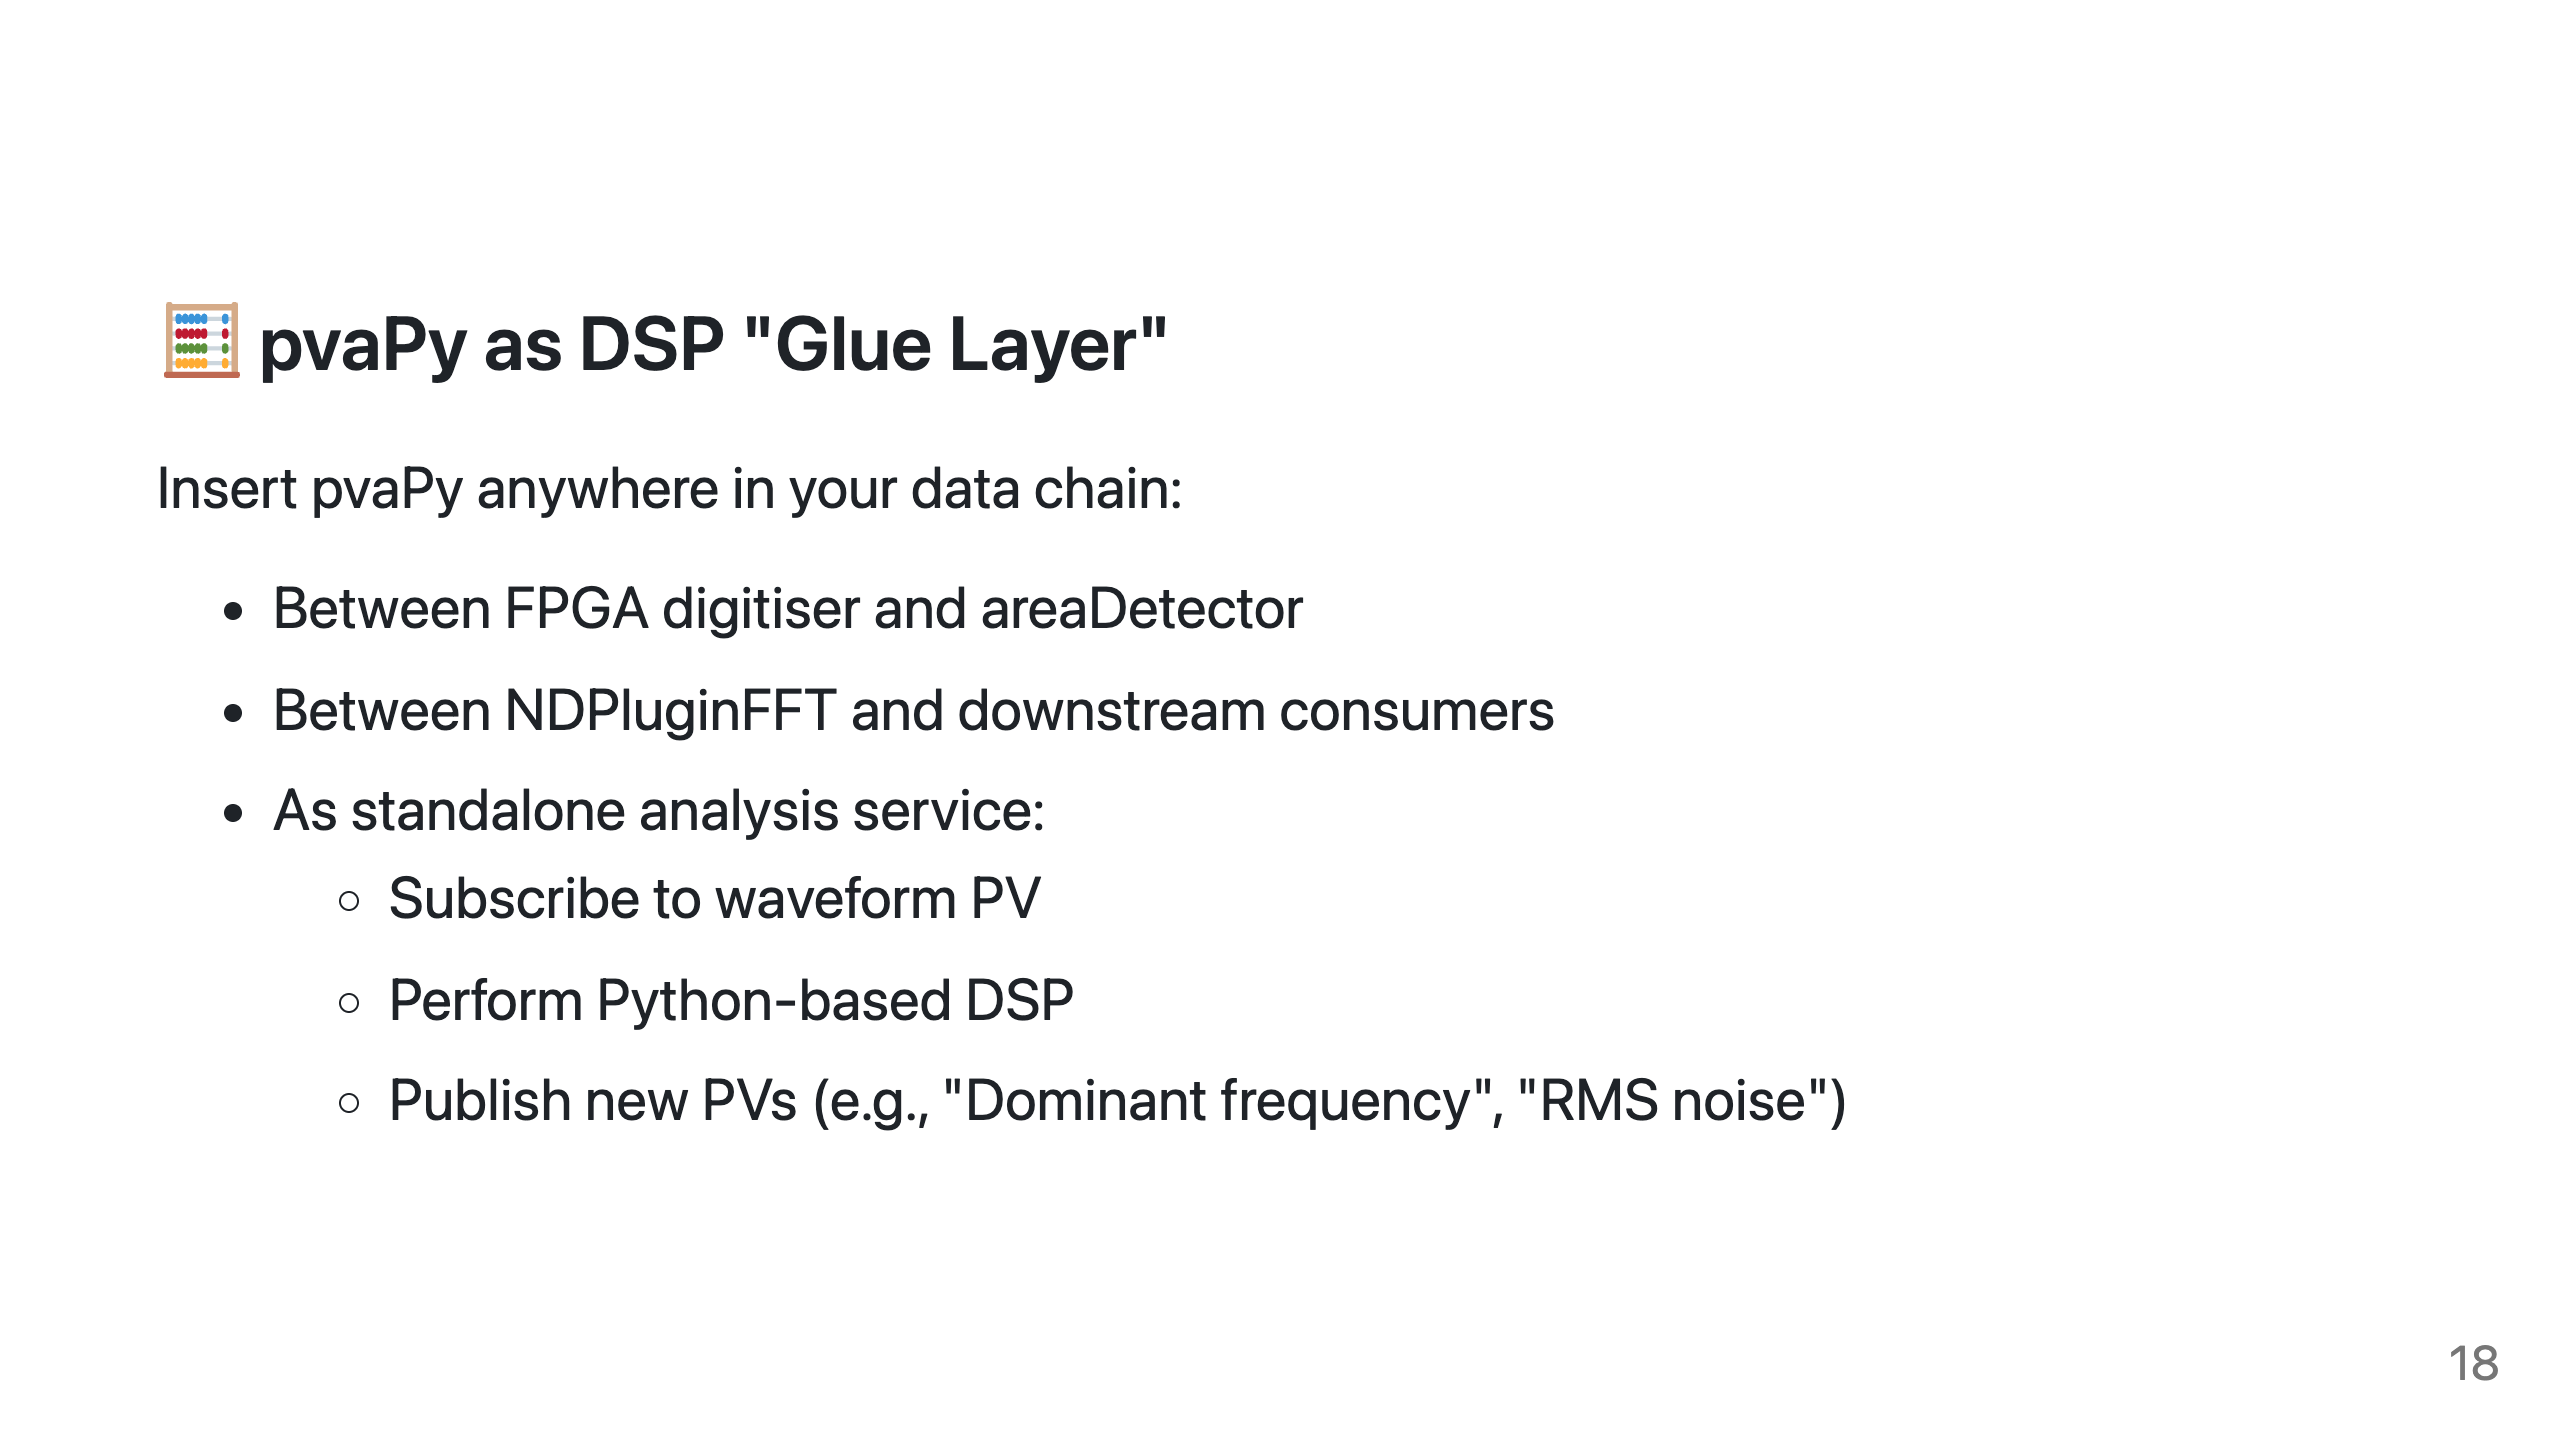 pvaPy as DSP "Glue Layer"
Insert pvaPy anywhere in your data chain:
Between FPGA digitiser and areaDetector
Between NDPluginFFT and downstream consumers
As standalone analysis service:
Subscribe to waveform PV
Perform Python-based DSP
Publish new PVs (e.g., "Dominant frequency", "RMS noise")
18